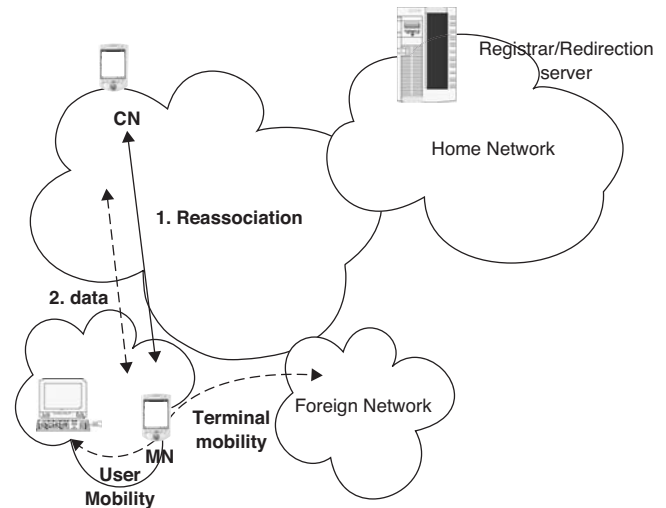 Registrar/Redirection
server
CN
Home Network
1. Reassociation
2. data
Foreign Network
Terminal
mobility
MN
User
Mobility